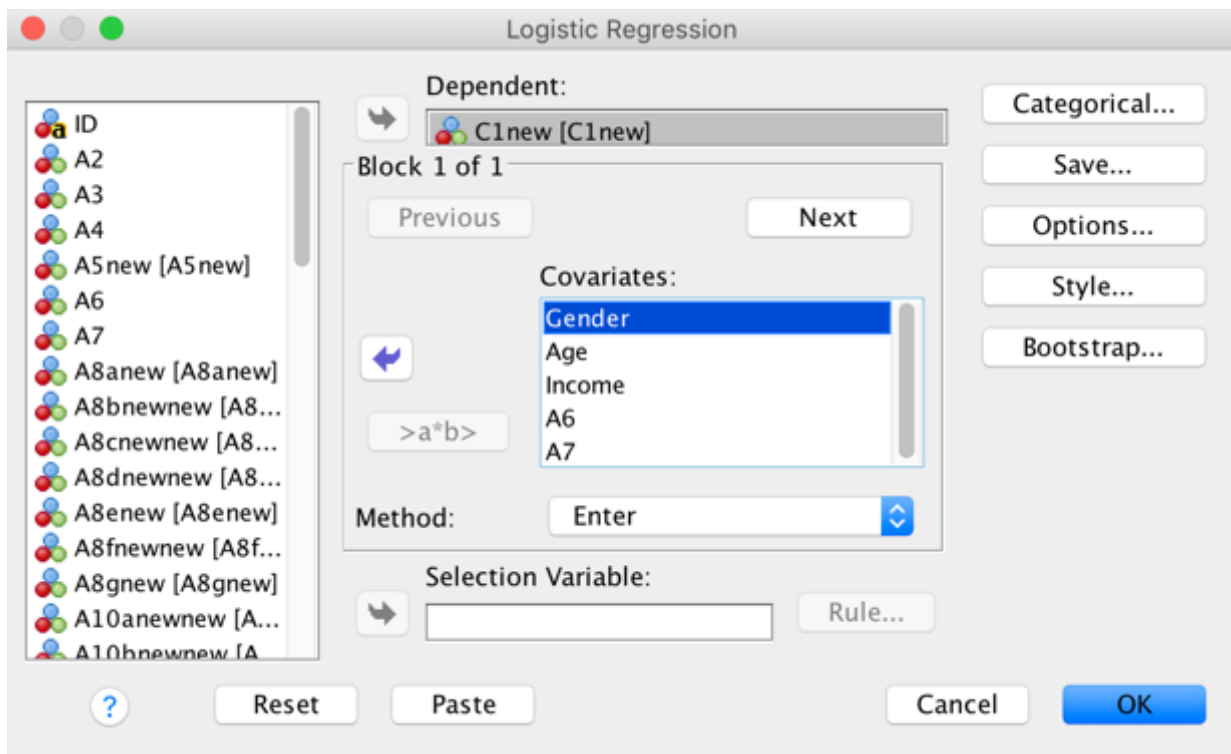 Logistic Regression
ID
A2
A3
A4
A5new [A5new]
A6
A7
A8anew [A8anew]
A8bnewnew [A8...
A8cnewnew [A8...
A8dnewnew [A8...
A8enew [A8enew]
A8fnewnew [A8f...
A8gnew [A8gnew]
A10anewnew [A...
A10bnewnew [A
Dependent:
C1new [C1new]
Block 1 of 1
Previous
Next
Covariates:
Gender
Age
Income
A6
A7
>a*b>
Method:
Enter
Selection Variable:
Rule...
Categorical...
Save...
Options...
Style...
Bootstrap...
?
Reset
Paste
Cancel
OK